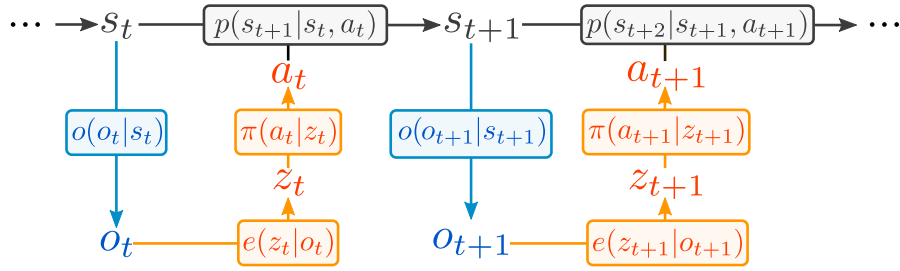 ··· s_t p(s_{t+1}|s_t, a_t) s_{t+1} p(s_{t+2}|s_{t+1}, a_{t+1}) ···
a_t a_{t+1}
o(o_t|s_t) π(a_t|z_t) o(o_{t+1}|s_{t+1}) π(a_{t+1}|z_{t+1})
z_t z_{t+1}
o_t e(z_t|o_t) o_{t+1} e(z_{t+1}|o_{t+1})